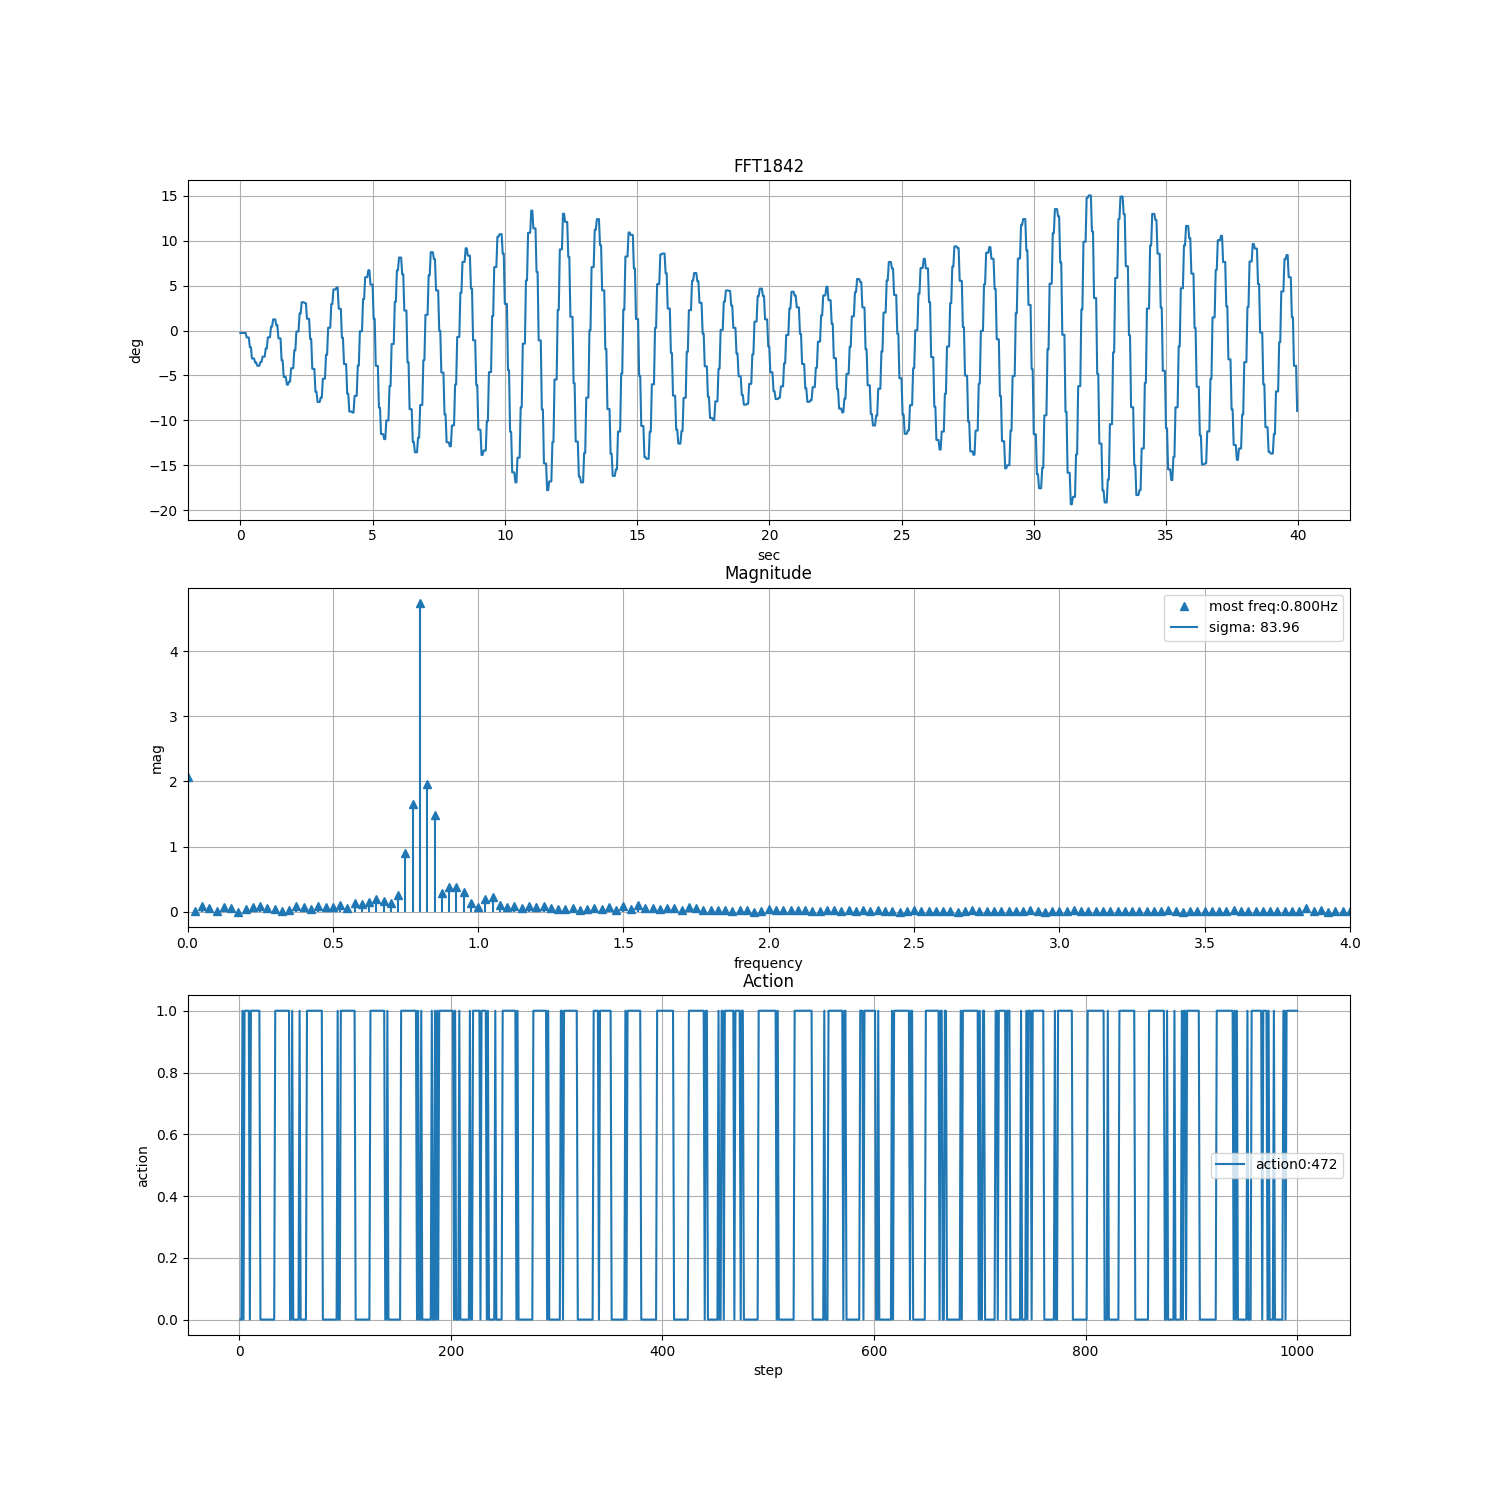 FFT1842
15
10
5
0
−5
−10
−15
−20
deg
0 5 10 15 20 25 30 35 40
sec
Magnitude
most freq:0.800Hz
sigma: 83.96
4
3
2
1
0
mag
0.0 0.5 1.0 1.5 2.0 2.5 3.0 3.5 4.0
frequency
Action
1.0
0.8
0.6
0.4
0.2
0.0
action
action0:472
0 200 400 600 800 1000
step